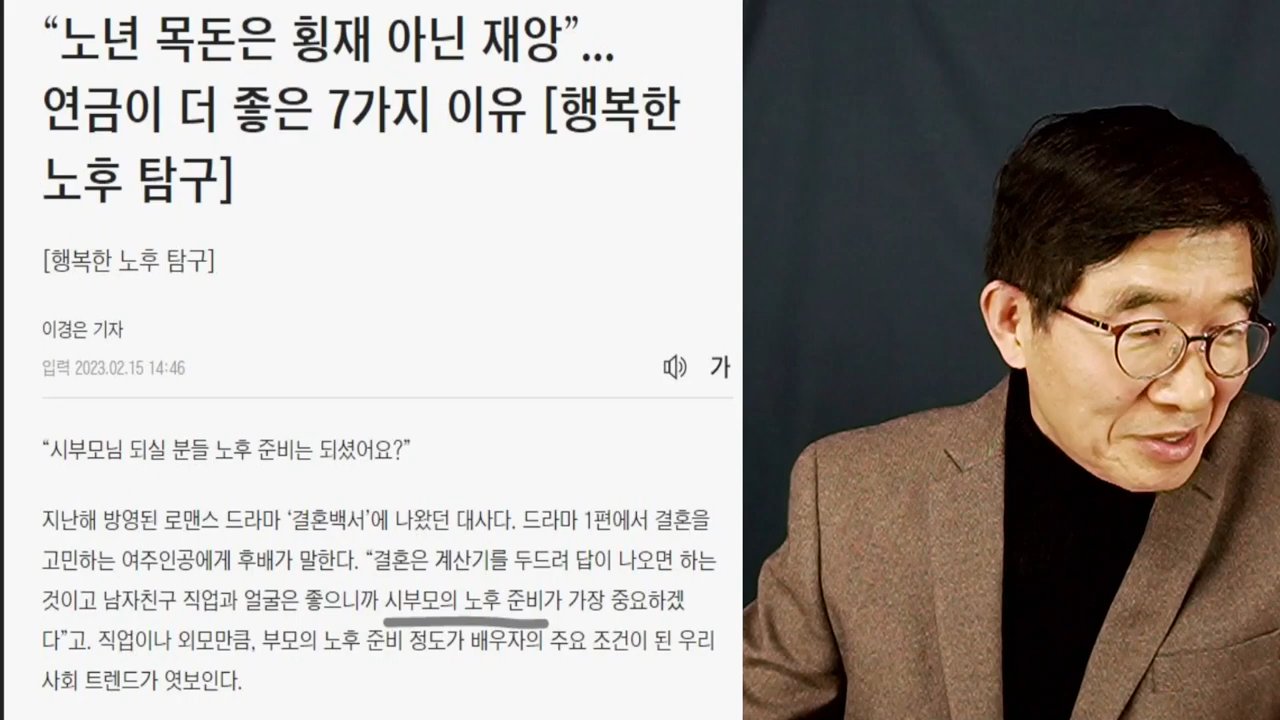 “노년 목돈은 횡재 아닌 재앙”...
연금이 더 좋은 7가지 이유 [행복한
노후 탐구]
[행복한 노후 탐구]
이경은 기자
입력 2023.02.15 14:46
가
“시부모님 되실 분들 노후 준비는 되셨어요?”
지난해 방영된 로맨스 드라마 ‘결혼백서’에 나왔던 대사다. 드라마 1편에서 결혼을
고민하는 여주인공에게 후배가 말한다. “결혼은 계산기를 두드려 답이 나오면 하는
것이고 남자친구 직업과 얼굴은 좋으니까 시부모의 노후 준비가 가장 중요하겠
다”고. 직업이나 외모만큼, 부모의 노후 준비 정도가 배우자의 주요 조건이 된 우리
사회 트렌드가 엿보인다.